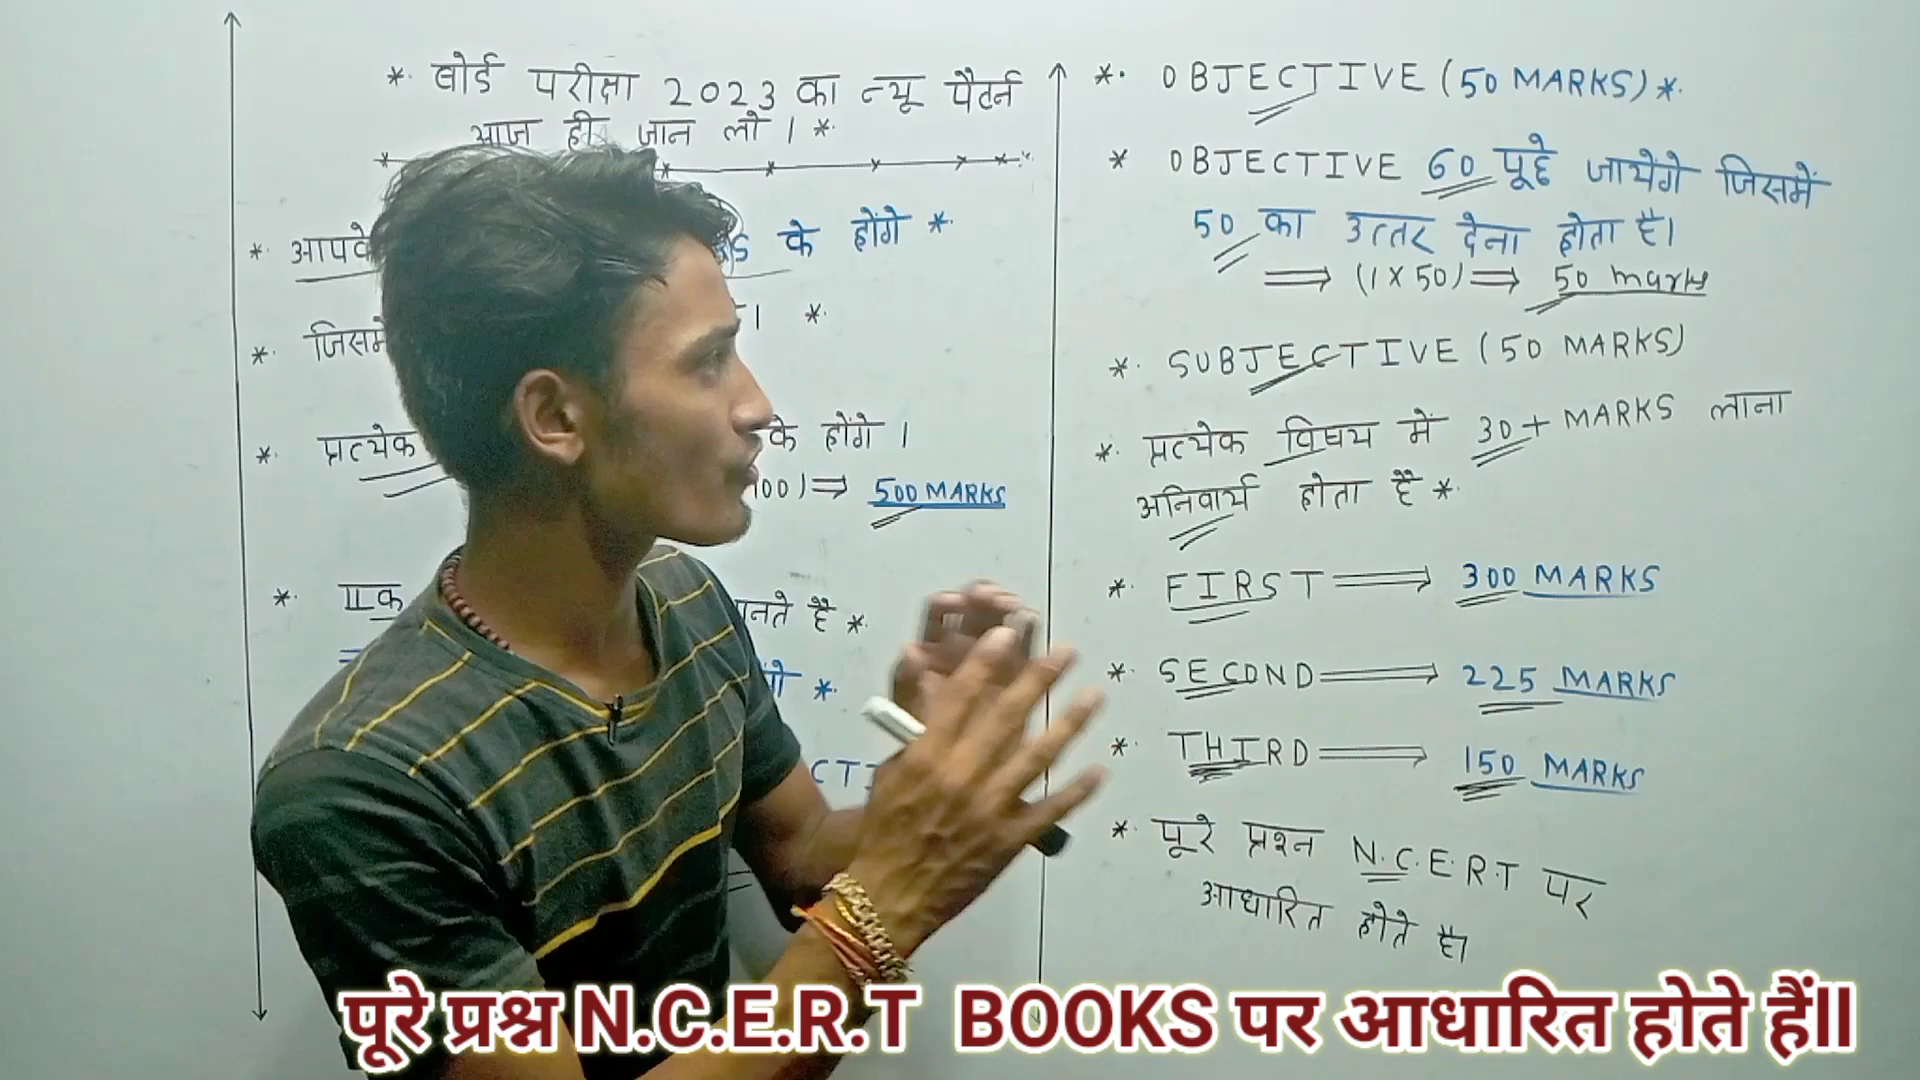 *. बोर्ड परीक्षा 2023 का न्यू पैटर्न
आज ही जान लो । *.
*. के होंगे *.
*. जिसमें । *.
*. प्रत्येक के होंगे ।
100) ⇒ 500 MARKS
*. मानते है *.
*.
*. OBJECTIVE (50 MARKS) *.
* OBJECTIVE 60 पूछे जायेंगे जिसमें
50 का उत्तर देना होता है।
⇒ (1 X 50) ⇒ 50 marks
*. SUBJECTIVE (50 MARKS)
*. प्रत्येक विषय में 30+ MARKS लाना
अनिवार्य होता है *.
*. FIRST ⇒ 300 MARKS
*. SECOND ⇒ 225 MARKS
*. THIRD ⇒ 150 MARKS
*. पूरे प्रश्न N.C.E.R.T पर
आधारित होते है।
पूरे प्रश्न N.C.E.R.T BOOKS पर आधारित होते हैंll